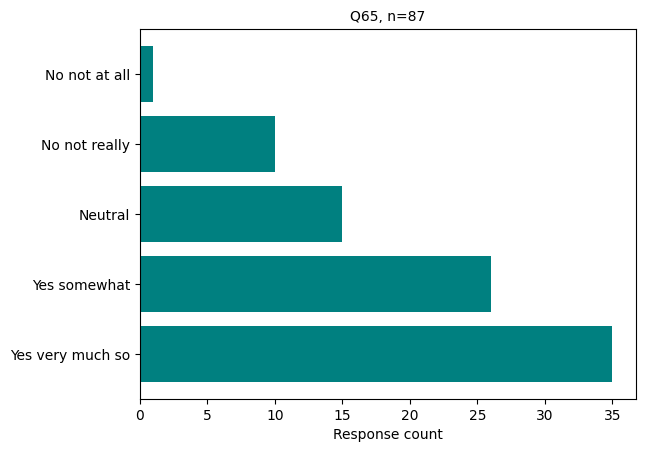 Q65, n=87
No not at all
No not really
Neutral
Yes somewhat
Yes very much so
0 5 10 15 20 25 30 35
Response count